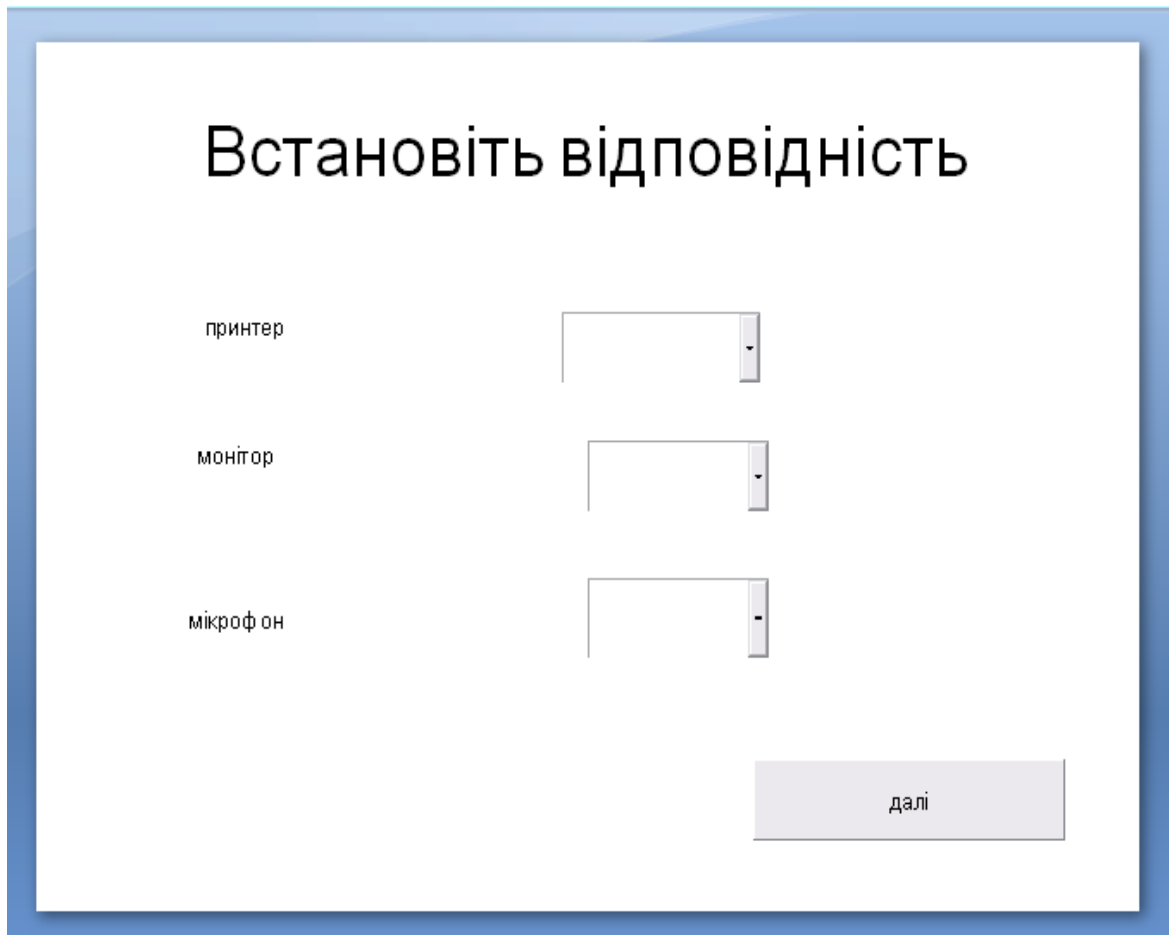 Встановіть відповідність
принтер
монітор
мікрофон
далі